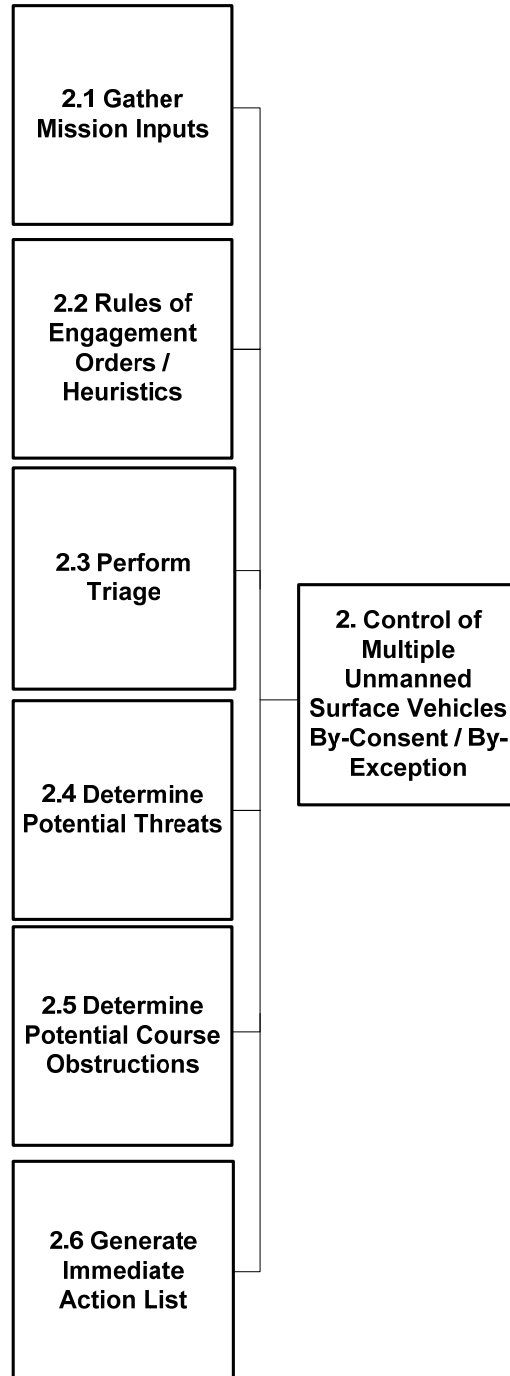 2.1 Gather
Mission Inputs
2.2 Rules of
Engagement
Orders /
Heuristics
2.3 Perform
Triage
2. Control of
Multiple
Unmanned
Surface Vehicles
By-Consent / By-
Exception
2.4 Determine
Potential Threats
2.5 Determine
Potential Course
Obstructions
2.6 Generate
Immediate
Action List